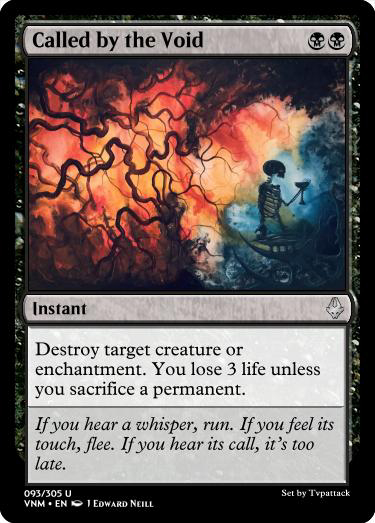 Called by the Void
Instant
Destroy target creature or
enchantment. You lose 3 life unless
you sacrifice a permanent.
If you hear a whisper, run. If you feel its
touch, flee. If you hear its call, it's too
late.
093/305 U
VNM • EN J Edward Neill
Set by Tvpattack